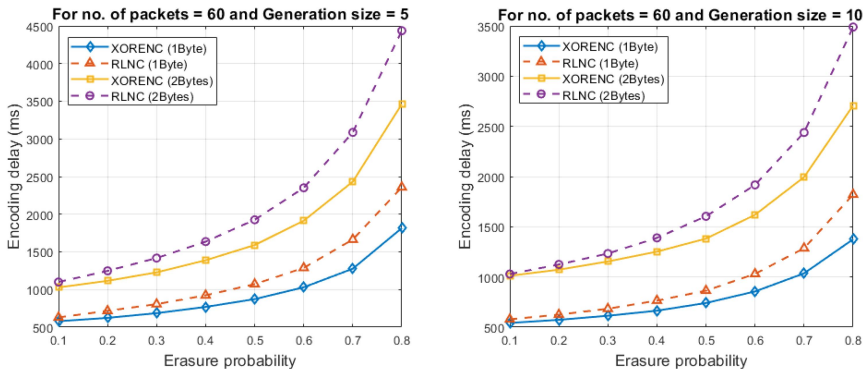 For no. of packets = 60 and Generation size = 5
4500
4000
3500
3000
2500
2000
1500
1000
500
Encoding delay (ms)
XORENC (1Byte)
RLNC (1Byte)
XORENC (2Bytes)
RLNC (2Bytes)
0.1 0.2 0.3 0.4 0.5 0.6 0.7 0.8
Erasure probability
For no. of packets = 60 and Generation size = 10
3500
3000
2500
2000
1500
1000
500
Encoding delay (ms)
XORENC (1Byte)
RLNC (1Byte)
XORENC (2Bytes)
RLNC (2Bytes)
0.1 0.2 0.3 0.4 0.5 0.6 0.7 0.8
Erasure probability